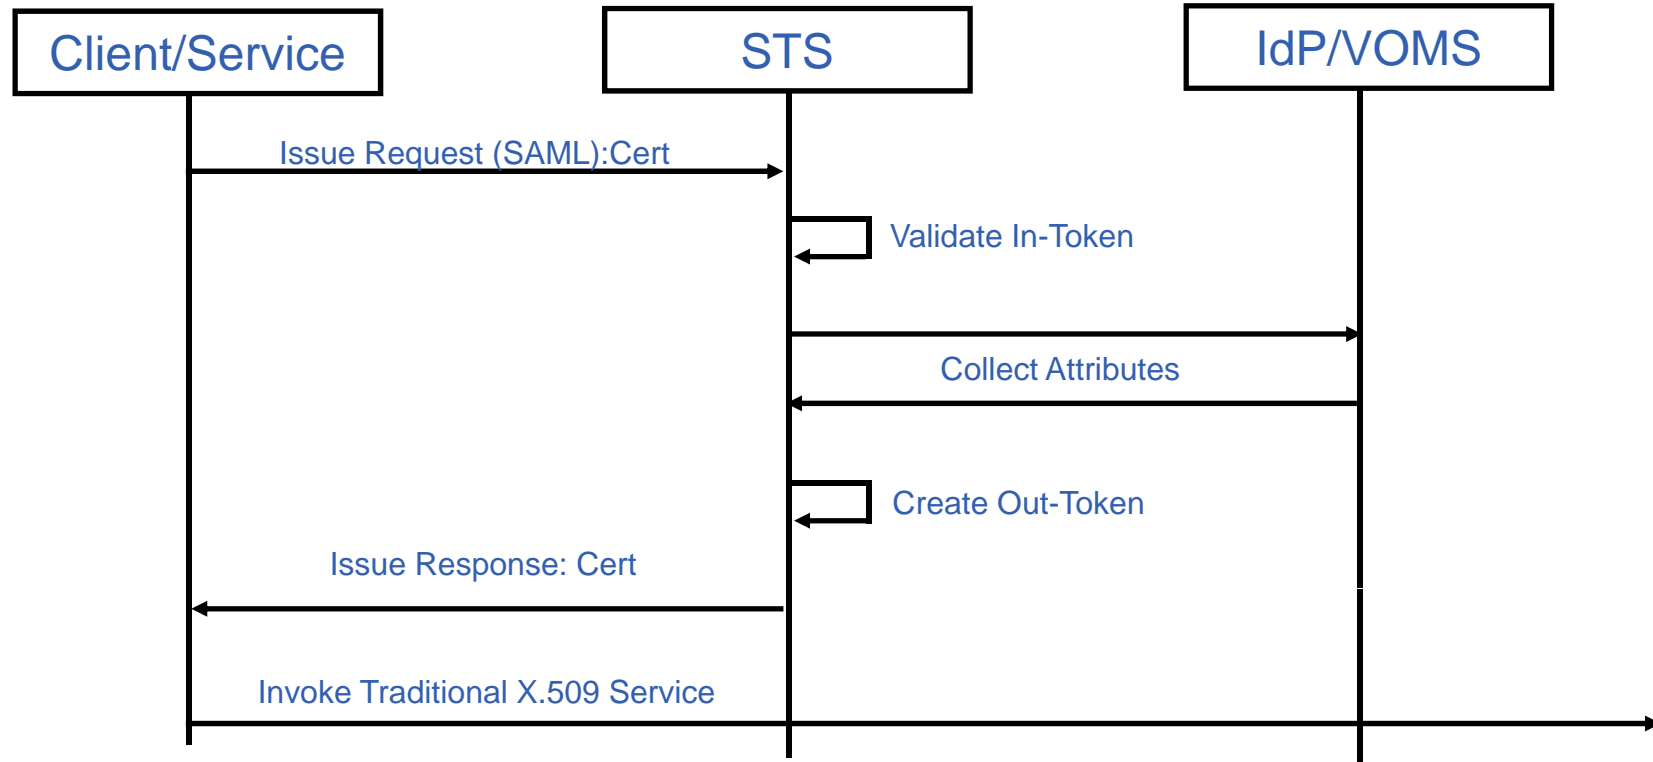 Client/Service
STS
IdP/VOMS
Issue Request (SAML):Cert
Validate In-Token
Collect Attributes
Create Out-Token
Issue Response: Cert
Invoke Traditional X.509 Service